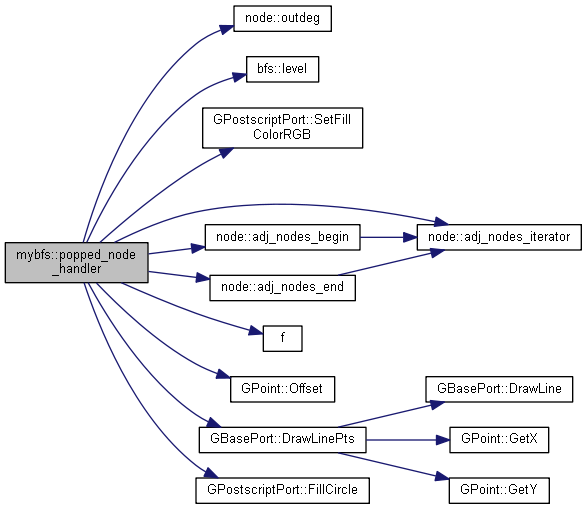 node::outdeg
bfs::level
GPostscriptPort::SetFill
ColorRGB
node::adj_nodes_begin
node::adj_nodes_iterator
mybfs::popped_node
_handler
node::adj_nodes_end
f
GPoint::Offset
GBasePort::DrawLine
GBasePort::DrawLinePts
GPoint::GetX
GPostscriptPort::FillCircle
GPoint::GetY